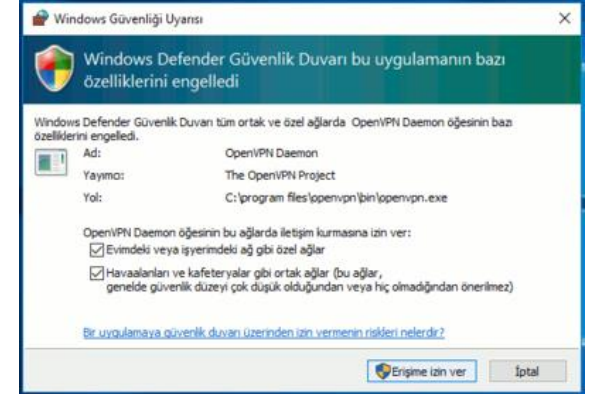 Windows Güvenliği Uyarısı
Windows Defender Güvenlik Duvarı bu uygulamanın bazı
özelliklerini engelledi
Windows Defender Güvenlik Duvarı tüm ortak ve özel ağlarda OpenVPN Daemon öğesinin bazı
özelliklerini engelledi.
Ad: OpenVPN Daemon
Yayımcı: The OpenVPN Project
Yol: C:\program files\openvpn\bin\openvpn.exe
OpenVPN Daemon öğesinin bu ağlarda iletişim kurmasına izin ver:
Evimdeki veya işyerimdeki ağ gibi özel ağlar
Havaalanları ve kafeteryalar gibi ortak ağlar (bu ağlar,
genelde güvenlik düzeyi çok düşük olduğundan veya hiç olmadığından önerilmez)
Bir uygulamaya güvenlik duvarı üzerinden izin vermenin riskleri nelerdir?
Erişime izin ver
İptal